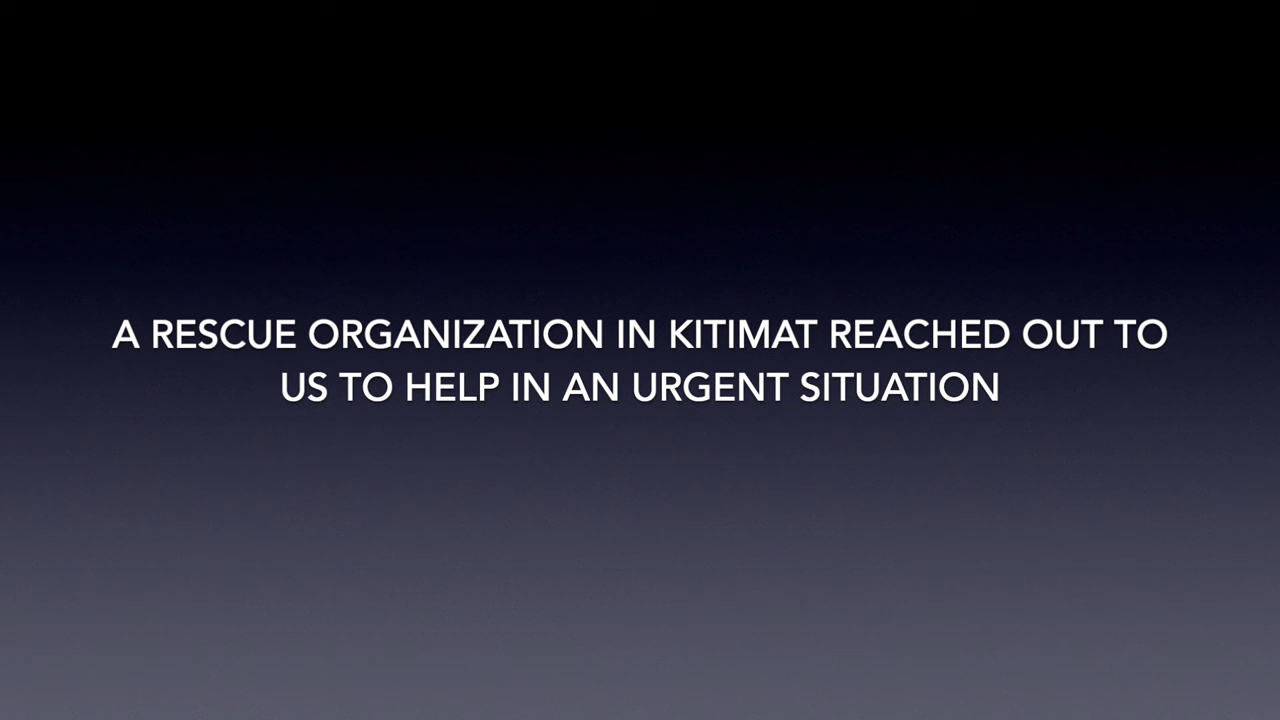 A RESCUE ORGANIZATION IN KITIMAT REACHED OUT TO
US TO HELP IN AN URGENT SITUATION